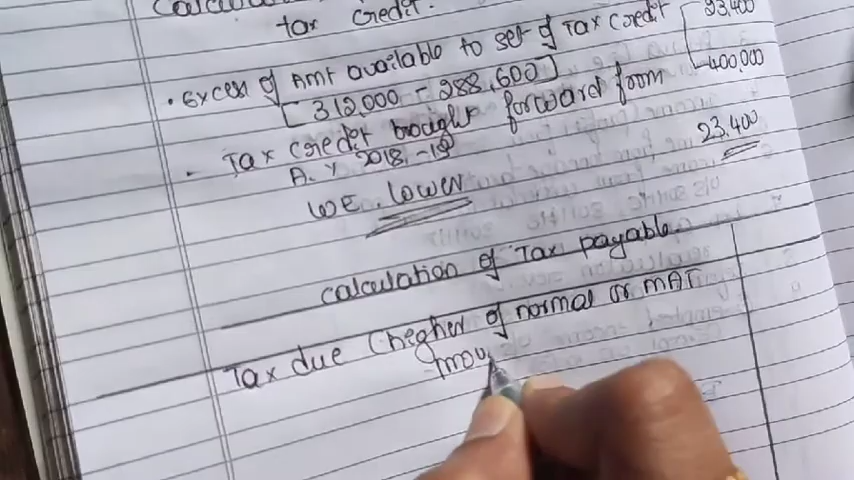 tax credit.
• Excess of AMT available to set of Tax credit 23,400
[312,000 - 288,600]
400,000
• Tax credit brought forward form
A. Y 2018-19
23,400
WE. LOWER
calculation of Tax payable.
Tax due (higher of normal or MAT